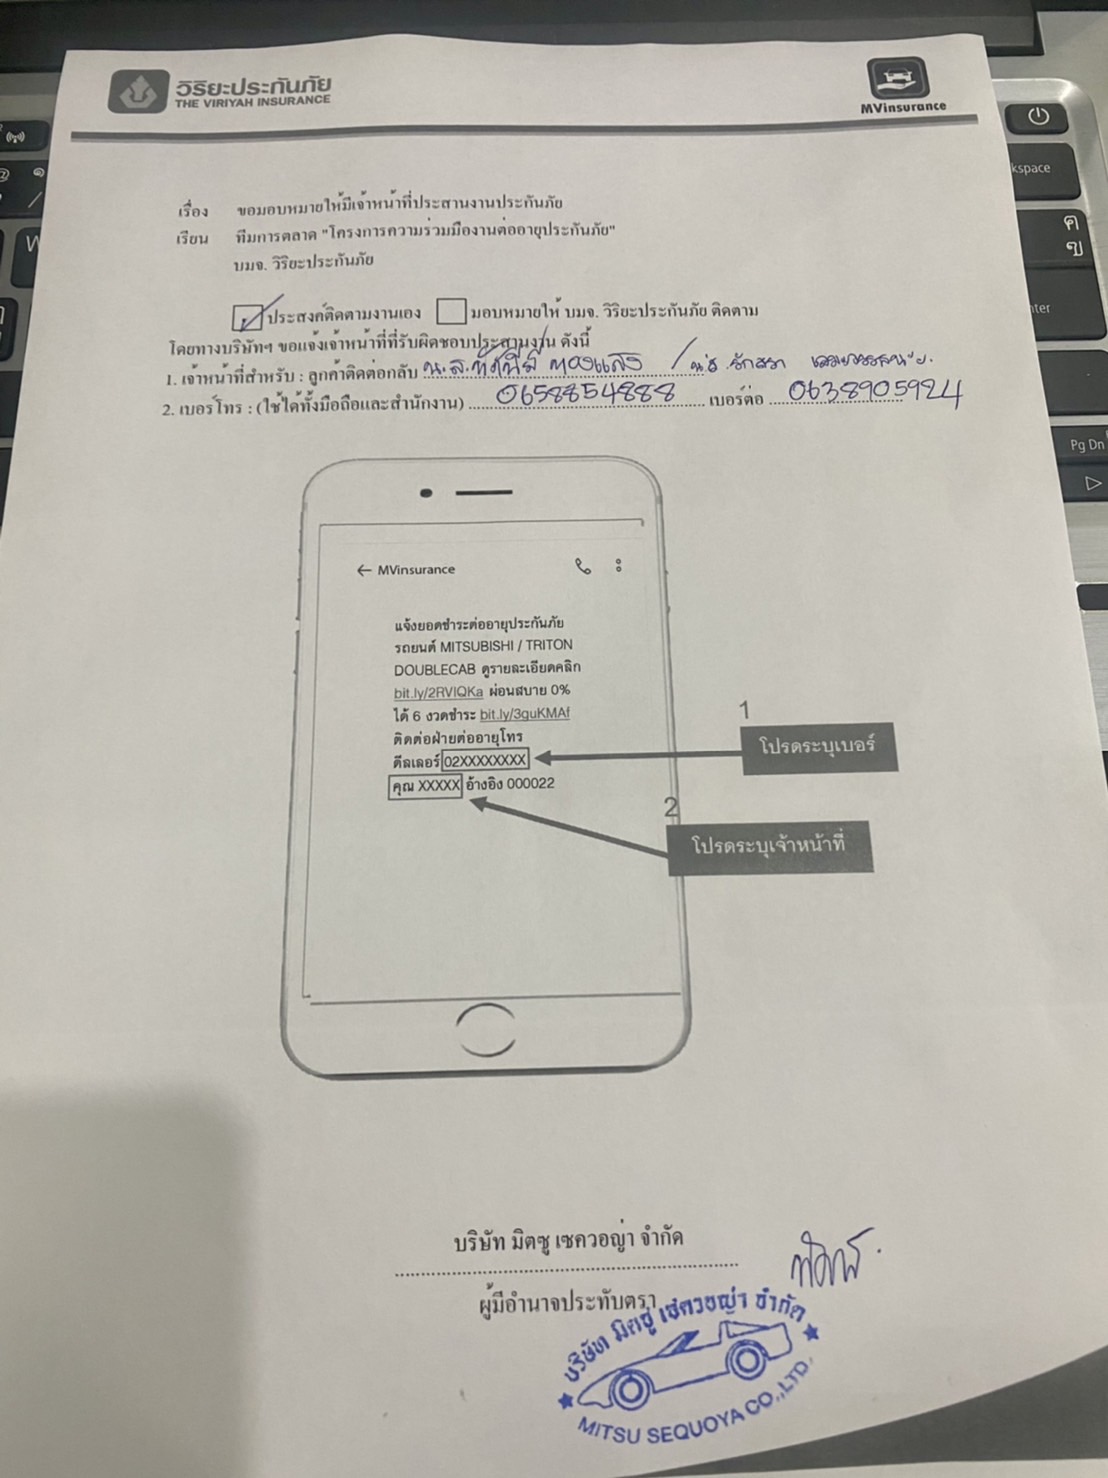 วิริยะประกันภัย
THE VIRIYAH INSURANCE
MVinsurance
เรื่อง ขอมอบหมายให้มีเจ้าหน้าที่ประสานงานประกันภัย
เรียน ทีมการตลาด "โครงการความร่วมมืองานต่ออายุประกันภัย"
บมจ. วิริยะประกันภัย
ประสงค์ติดตามงานเอง มอบหมายให้ บมจ. วิริยะประกันภัย ติดตาม
โดยทางบริษัทฯ ขอแจ้งเจ้าหน้าที่ที่รับผิดชอบประสานงาน ดังนี้
1. เจ้าหน้าที่สำหรับ : ลูกค้าติดต่อกลับ น.ส. ทองแสง /
2. เบอร์โทร : (ใช้ได้ทั้งมือถือและสำนักงาน) 0658854888 เบอร์ต่อ 0638905924
← MVinsurance
แจ้งยอดชำระต่ออายุประกันภัย
รถยนต์ MITSUBISHI / TRITON
DOUBLECAB ดูรายละเอียดคลิก
bit.ly/2RVIQKa ผ่อนสบาย 0%
ได้ 6 งวดชำระ bit.ly/3guKMAf
ติดต่อฝ่ายต่ออายุโทร
ดีลเลอร์ 02XXXXXXXX
คุณ XXXXX อ้างอิง 000022
1
โปรดระบุเบอร์
2
โปรดระบุเจ้าหน้าที่
บริษัท มิตซู เซควอญ่า จำกัด
ผู้มีอำนาจประทับตรา
บริษัท มิตซู เซควอญ่า จำกัด
MITSU SEQUOYA CO.,LTD.
kspace
ค
ข
nter
Pg Dn
W